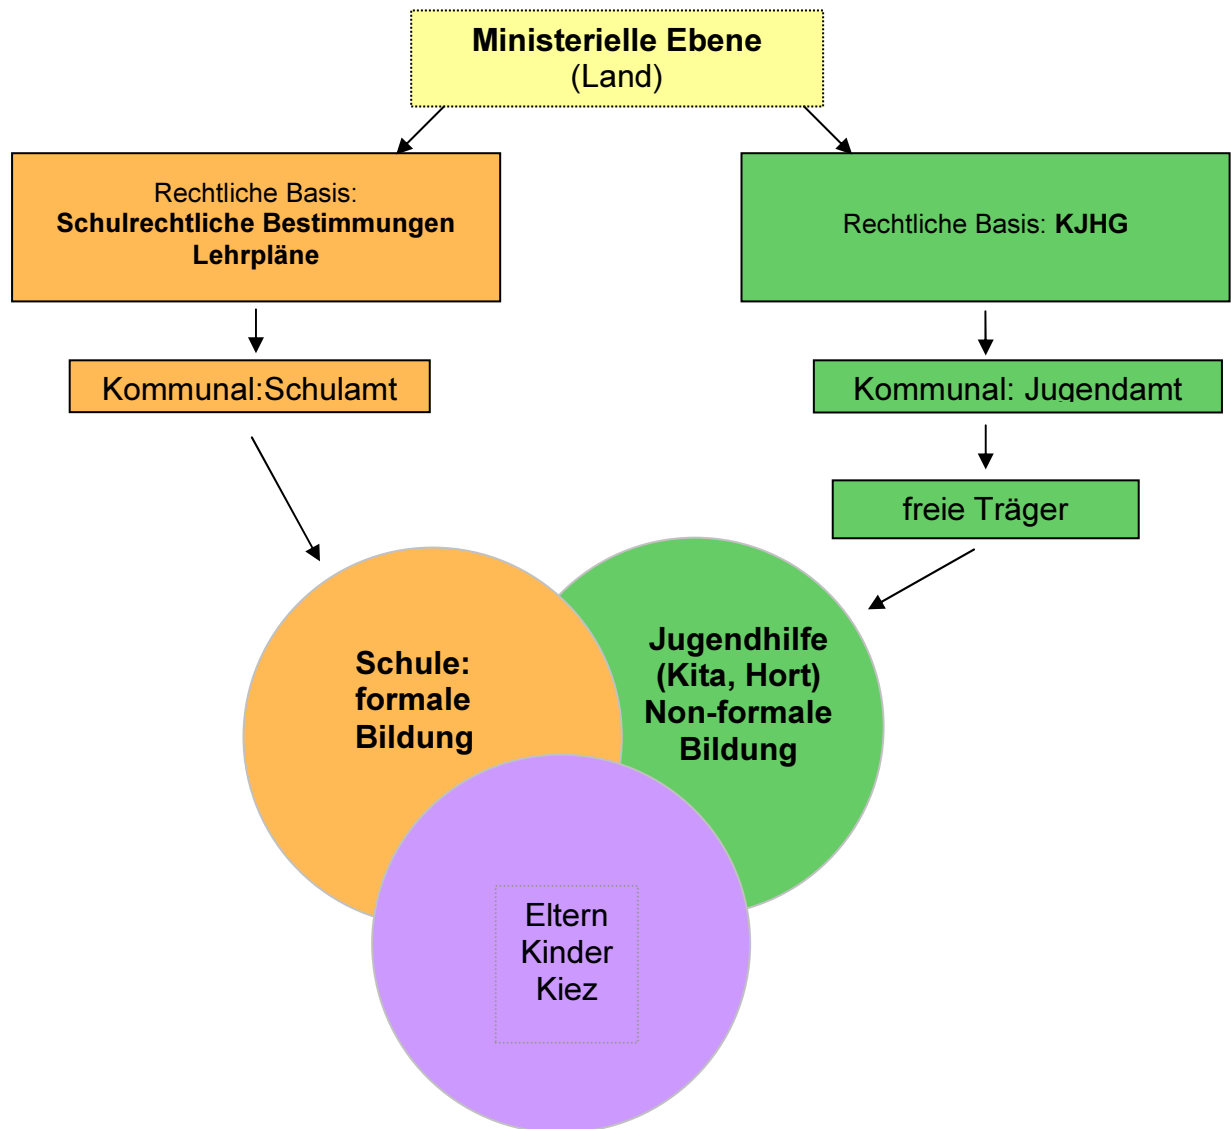 Ministerielle Ebene
(Land)
Rechtliche Basis:
Schulrechtliche Bestimmungen
Lehrpläne
Rechtliche Basis: KJHG
Kommunal:Schulamt
Kommunal: Jugendamt
freie Träger
Schule:
formale
Bildung
Jugendhilfe
(Kita, Hort)
Non-formale
Bildung
Eltern
Kinder
Kiez